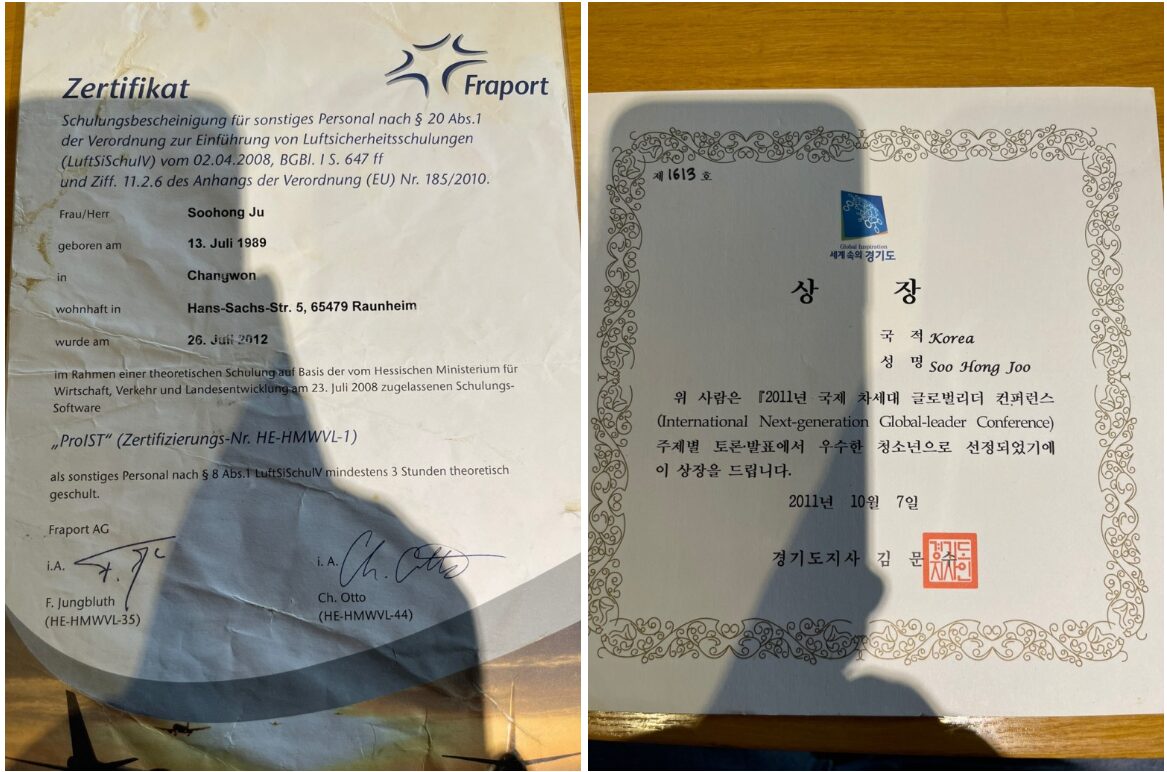 Zertifikat
Fraport
Schulungsbescheinigung für sonstiges Personal nach § 20 Abs.1
der Verordnung zur Einführung von Luftsicherheitsschulungen
(LuftSiSchulV) vom 02.04.2008, BGBl. I S. 647 ff
und Ziff. 11.2.6 des Anhangs der Verordnung (EU) Nr. 185/2010.
Frau/Herr Soohong Ju
geboren am 13. Juli 1989
in Changwon
wohnhaft in Hans-Sachs-Str. 5, 65479 Raunheim
wurde am 26. Juli 2012
im Rahmen einer theoretischen Schulung auf Basis der vom Hessischen Ministerium für
Wirtschaft, Verkehr und Landesentwicklung am 23. Juli 2008 zugelassenen Schulungs-
Software
„ProIST“ (Zertifizierungs-Nr. HE-HMWVL-1)
als sonstiges Personal nach § 8 Abs.1 LuftSiSchulV mindestens 3 Stunden theoretisch
geschult.
Fraport AG
i.A.
i. A. Ch. Otto
F. Jungbluth
(HE-HMWVL-35)
Ch. Otto
(HE-HMWVL-44)
제 1613 호
Global Inspiration
세계 속의 경기도
상 장
국 적 Korea
성 명 Soo Hong Joo
위 사람은 『2011년 국제 차세대 글로벌리더 컨퍼런스
(International Next-generation Global-leader Conference)
주제별 토론·발표에서 우수한 청소년으로 선정되었기에
이 상장을 드립니다.
2011년 10월 7일
경기도지사 김 문 수
경기도
지사인